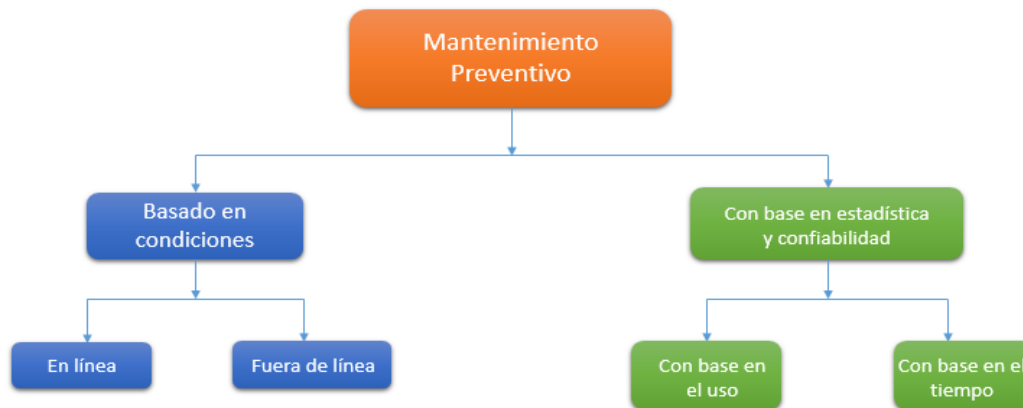 Mantenimiento
Preventivo
Basado en
condiciones
Con base en estadística
y confiabilidad
En línea
Fuera de línea
Con base en
el uso
Con base en el
tiempo